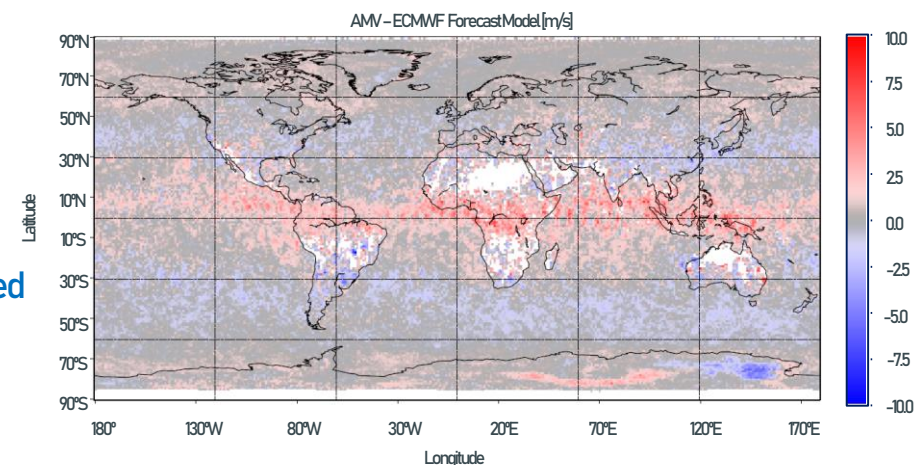 AMV – ECMWF Forecast Model [m/s]
90°N
70°N
50°N
30°N
10°N
10°S
30°S
50°S
70°S
90°S
Latitude
ed
180°
130°W
80°W
30°W
20°E
70°E
120°E
170°E
Longitude
10.0
7.5
5.0
2.5
0.0
-2.5
-5.0
-7.5
-10.0